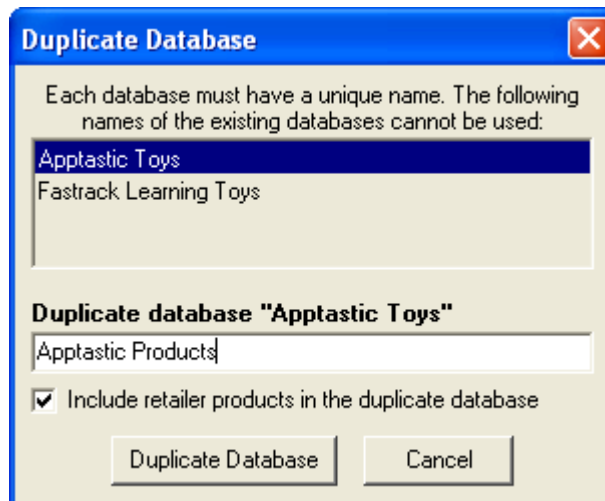 Duplicate Database
Each database must have a unique name. The following
names of the existing databases cannot be used:
Apptastic Toys
Fastrack Learning Toys
Duplicate database "Apptastic Toys"
Apptastic Products
Include retailer products in the duplicate database
Duplicate Database
Cancel